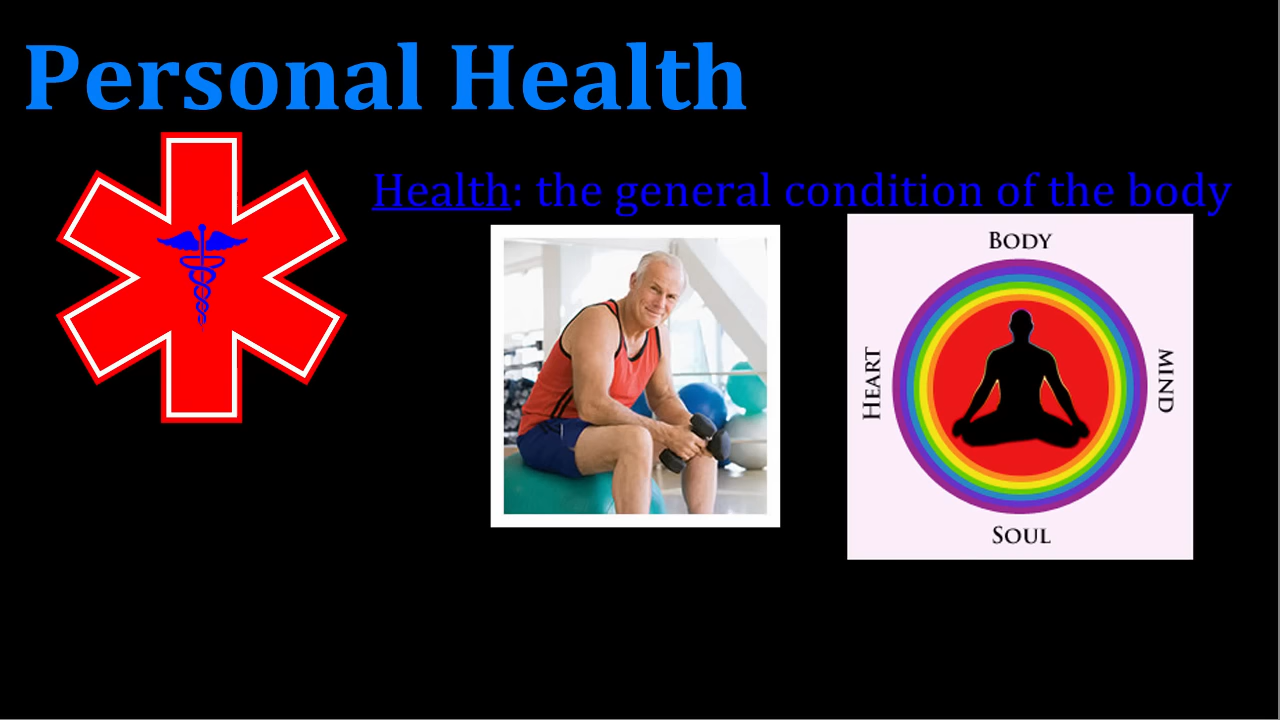 Personal Health
Health: the general condition of the body
BODY
HEART
MIND
SOUL